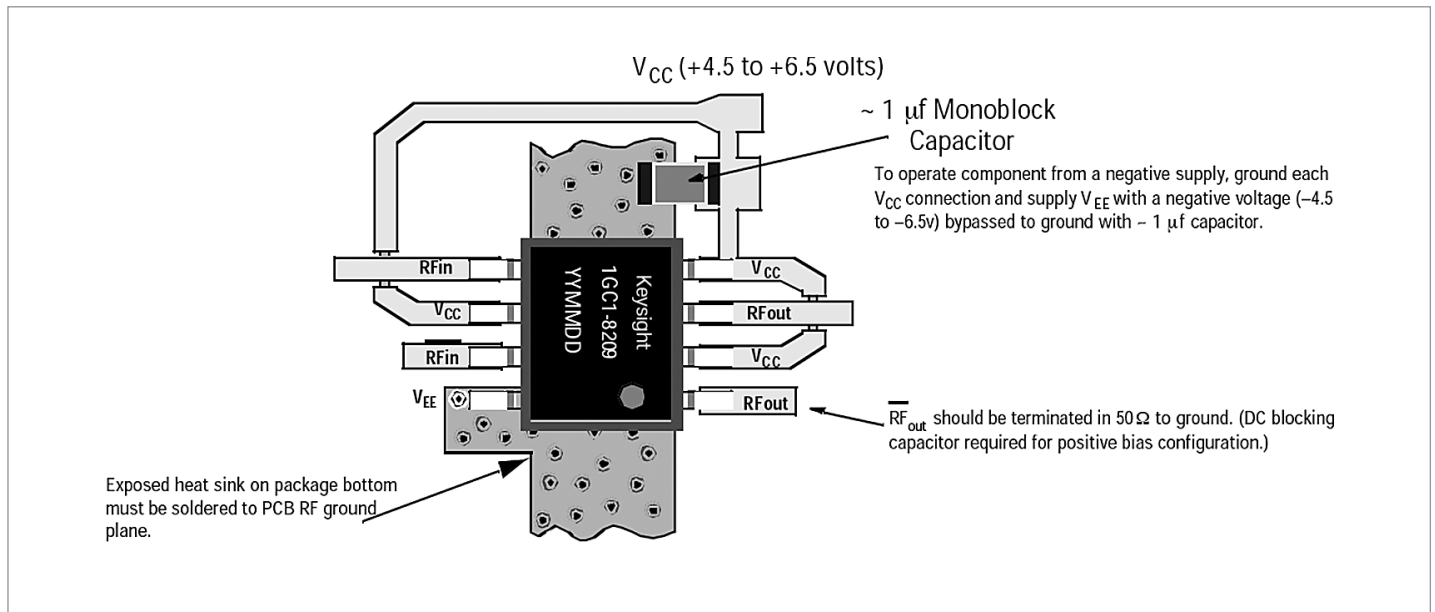 V_CC (+4.5 to +6.5 volts)
~ 1 μf Monoblock
Capacitor
To operate component from a negative supply, ground each
V_CC connection and supply V_EE with a negative voltage (–4.5
to –6.5v) bypassed to ground with ~ 1 μf capacitor.
RFin
V_CC
RFin
V_EE
Keysight
1GC1-8209
YYMMDD
V_CC
RFout
V_CC
RFout
R̅F̅_out should be terminated in 50 Ω to ground. (DC blocking
capacitor required for positive bias configuration.)
Exposed heat sink on package bottom
must be soldered to PCB RF ground
plane.